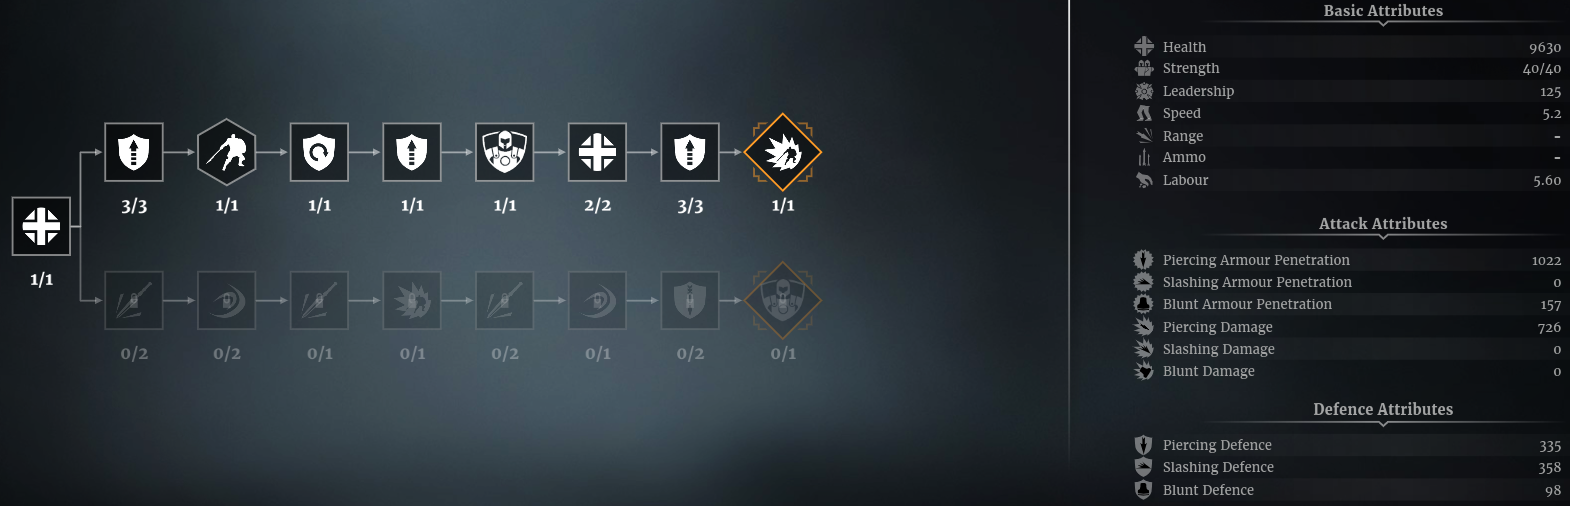 3/3 1/1 1/1 1/1 1/1 2/2 3/3 1/1
1/1
0/2 0/2 0/1 0/1 0/2 0/1 0/2 0/1
Basic Attributes
Health 9630
Strength 40/40
Leadership 125
Speed 5.2
Range -
Ammo -
Labour 5.60
Attack Attributes
Piercing Armour Penetration 1022
Slashing Armour Penetration 0
Blunt Armour Penetration 157
Piercing Damage 726
Slashing Damage 0
Blunt Damage 0
Defence Attributes
Piercing Defence 335
Slashing Defence 358
Blunt Defence 98